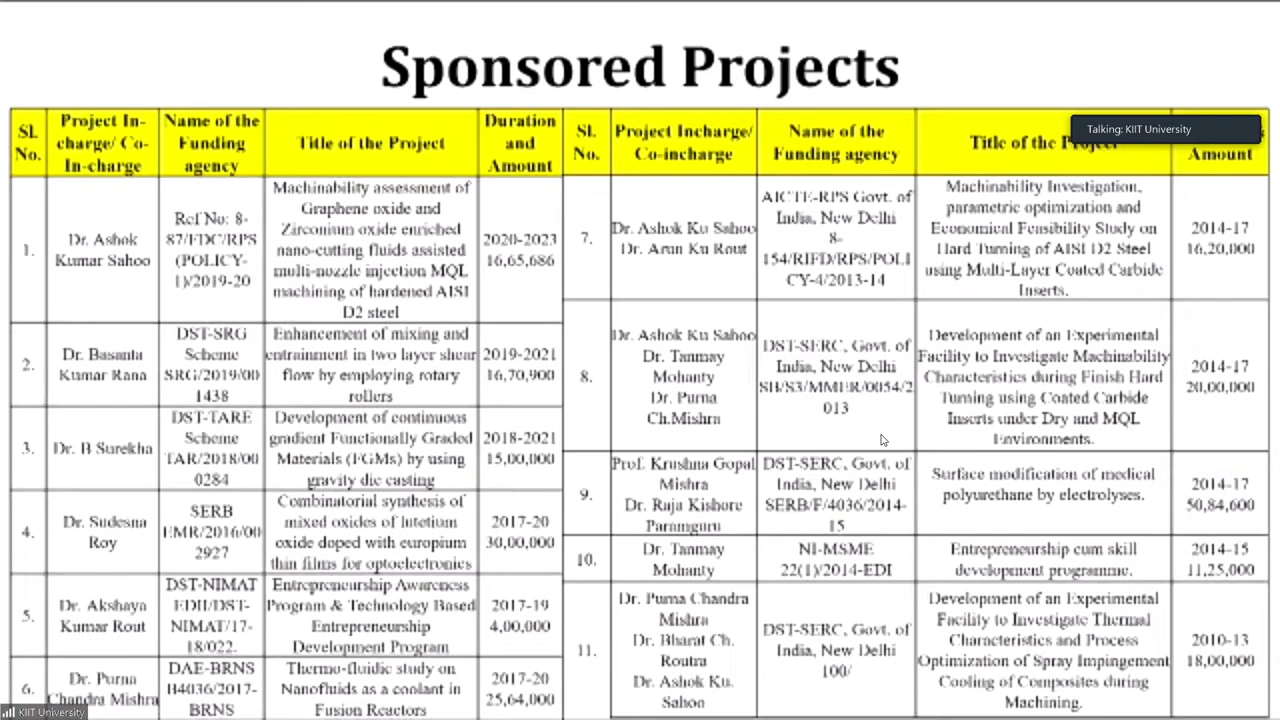 Sponsored Projects
Talking: KIIT University
Sl.
No.
Project In-
charge/ Co-
In-charge
Name of the
Funding
agency
Title of the Project
Duration
and
Amount
1.
Dr. Ashok
Kumar Sahoo
Ref No: 8-
87/FDC/RPS
(POLICY-
1)/2019-20
Machinability assessment of
Graphene oxide and
Zirconium oxide enriched
nano-cutting fluids assisted
multi-nozzle injection MQL
machining of hardened AISI
D2 steel
2020-2023
16,65,686
2.
Dr. Basanta
Kumar Rana
DST-SRG
Scheme
SRG/2019/00
1438
Enhancement of mixing and
entrainment in two layer shear
flow by employing rotary
rollers
2019-2021
16,70,900
3.
Dr. B Surekha
DST-TARE
Scheme
TAR/2018/00
0284
Development of continuous
gradient Functionally Graded
Materials (FGMs) by using
gravity die casting
2018-2021
15,00,000
4.
Dr. Sudesna
Roy
SERB
EMR/2016/00
2927
Combinatorial synthesis of
mixed oxides of lutetium
oxide doped with europium
thin films for optoelectronics
2017-20
30,00,000
5.
Dr. Akshaya
Kumar Rout
DST-NIMAT
EDII/DST-
NIMAT/17-
18/022.
Entrepreneurship Awareness
Program & Technology Based
Entrepreneurship
Development Program
2017-19
4,00,000
6.
Dr. Purna
Chandra Mishra
DAE-BRNS
B4036/2017-
BRNS
Thermo-fluidic study on
Nanofluids as a coolant in
Fusion Reactors
2017-20
25,64,000
Sl.
No.
Project Incharge/
Co-incharge
Name of the
Funding agency
Title of the Project
Amount
7.
Dr. Ashok Ku Sahoo
Dr. Arun Ku Rout
AICTE-RPS Govt. of
India, New Delhi
8-
154/RIFD/RPS/POLI
CY-4/2013-14
Machinability Investigation,
parametric optimization and
Economical Feasibility Study on
Hard Turning of AISI D2 Steel
using Multi-Layer Coated Carbide
Inserts.
2014-17
16,20,000
8.
Dr. Ashok Ku Sahoo
Dr. Tanmay
Mohanty
Dr. Purna
Ch.Mishra
DST-SERC, Govt. of
India, New Delhi
SB/S3/MMER/0054/2
013
Development of an Experimental
Facility to Investigate Machinability
Characteristics during Finish Hard
Turning using Coated Carbide
Inserts under Dry and MQL
Environments.
2014-17
20,00,000
9.
Prof. Krushna Gopal
Mishra
Dr. Raja Kishore
Paramguru
DST-SERC, Govt. of
India, New Delhi
SERB/F/4036/2014-
15
Surface modification of medical
polyurethane by electrolyses.
2014-17
50,84,600
10.
Dr. Tanmay
Mohanty
NI-MSME
22(1)/2014-EDI
Entrepreneurship cum skill
development programme.
2014-15
11,25,000
11.
Dr. Purna Chandra
Mishra
Dr. Bharat Ch.
Routra
Dr. Ashok Ku.
Sahoo
DST-SERC, Govt. of
India, New Delhi
100/
Development of an Experimental
Facility to Investigate Thermal
Characteristics and Process
Optimization of Spray Impingement
Cooling of Composites during
Machining.
2010-13
18,00,000
KIIT University